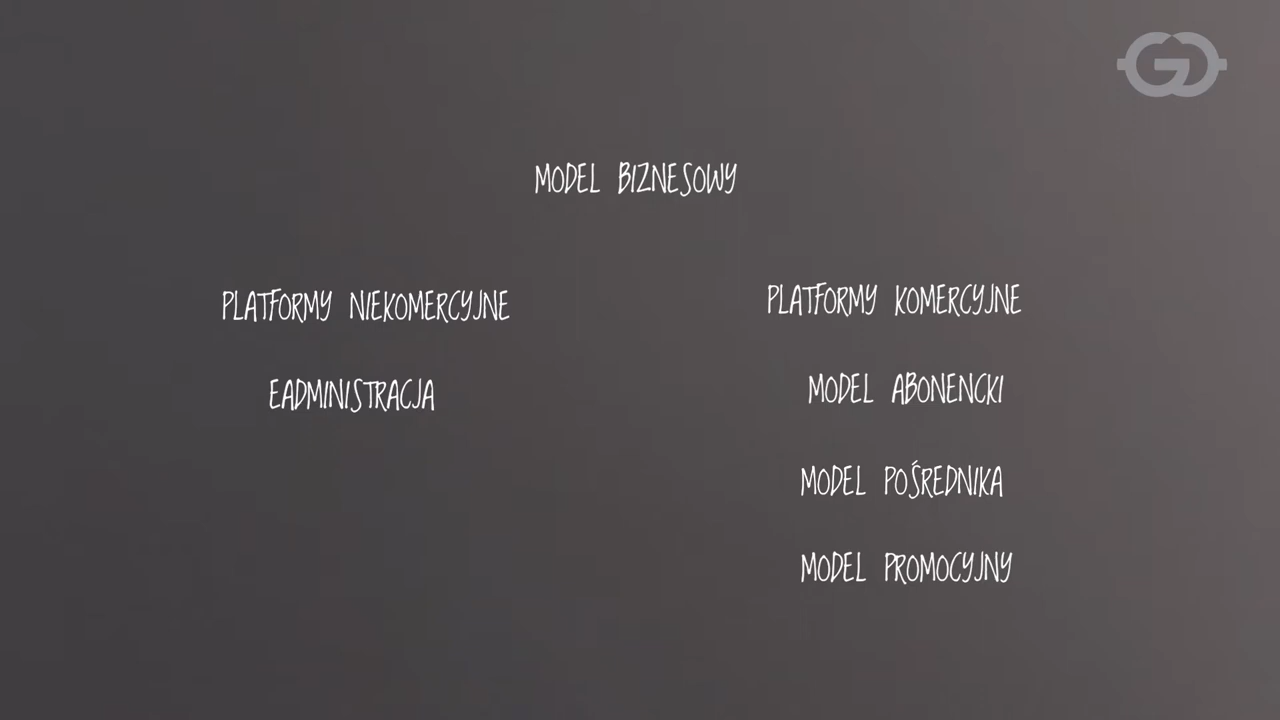 MODEL BIZNESOWY
PLATFORMY NIEKOMERCYJNE
EADMINISTRACJA
PLATFORMY KOMERCYJNE
MODEL ABONENCKI
MODEL POŚREDNIKA
MODEL PROMOCYJNY